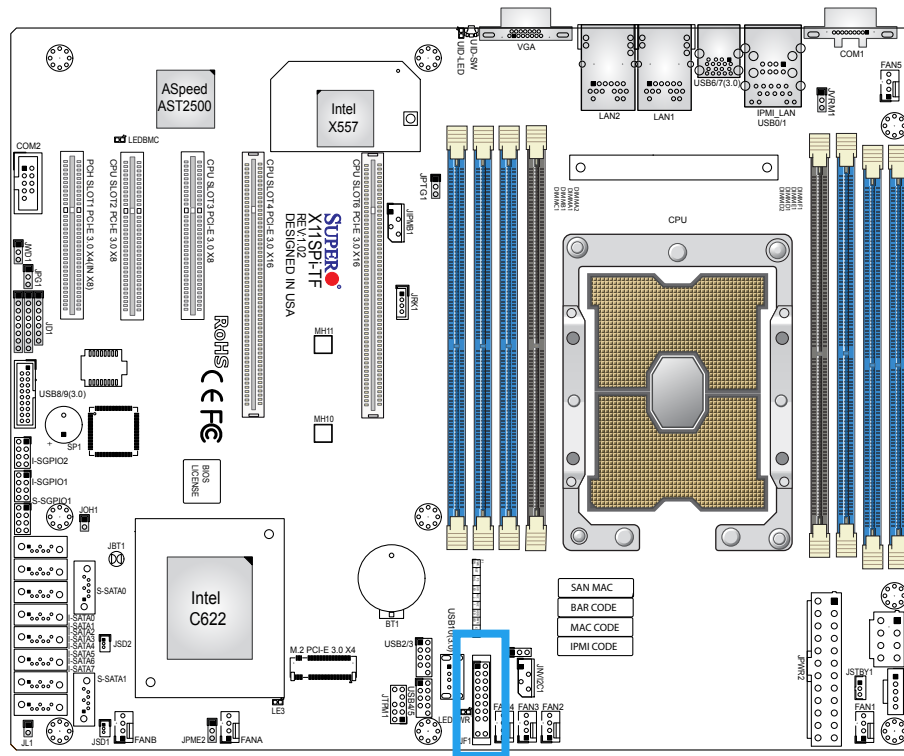 UID-LED
UID-SW
VGA
LAN2
LAN1
USB6/7(3.0)
IPMI_LAN
USB0/1
COM1
FAN5
JVRM1
ASpeed
AST2500
Intel
X557
LEDBMC
COM2
PCH SLOT1 PCI-E 3.0 X4(IN X8)
CPU SLOT2 PCI-E 3.0 X8
CPU SLOT3 PCI-E 3.0 X8
CPU SLOT4 PCI-E 3.0 X16
CPU SLOT6 PCI-E 3.0 X16
JPTG1
JIPMB1
SUPER
X11SPi-TF
REV:1.02
DESIGNED IN USA
JRK1
DIMMA2
DIMMA1
DIMMB1
DIMMC1
DIMMF1
DIMME1
DIMMD1
DIMMD2
CPU
JWD1
JPG1
JD1
RoHS
CE FC
MH11
MH10
USB8/9(3.0)
SP1
+
I-SGPIO2
I-SGPIO1
S-SGPIO1
BIOS
LICENSE
JOH1
JBT1
S-SATA0
I-SATA0
I-SATA1
I-SATA2
I-SATA3
I-SATA4
I-SATA5
I-SATA6
I-SATA7
JSD2
S-SATA1
Intel
C622
BT1
SAN MAC
BAR CODE
MAC CODE
IPMI CODE
M.2 PCI-E 3.0 X4
USB2/3
JTPM1
USB4/5
JNVI2C1
JF1
FAN3
FAN2
JPWR2
JSTBY1
FAN1
LE3
JL1
JSD1
FANB
JPME2
FANA